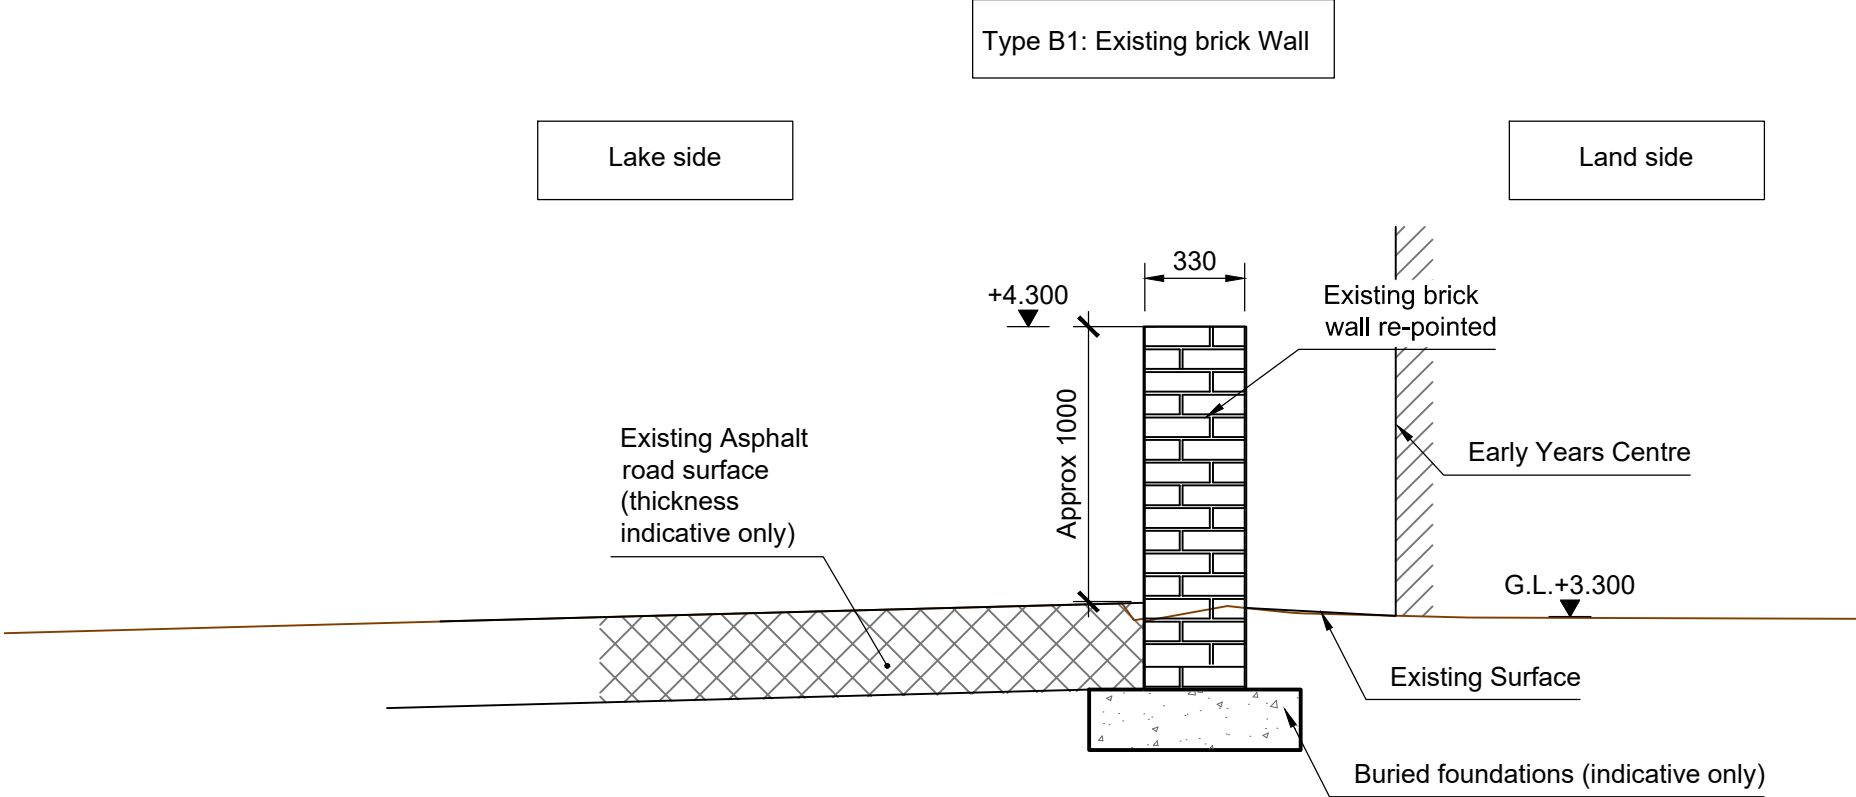 Type B1: Existing brick Wall
Lake side
Land side
330
+4.300
Existing brick
wall re-pointed
Approx 1000
Existing Asphalt
road surface
(thickness
indicative only)
Early Years Centre
G.L.+3.300
Existing Surface
Buried foundations (indicative only)